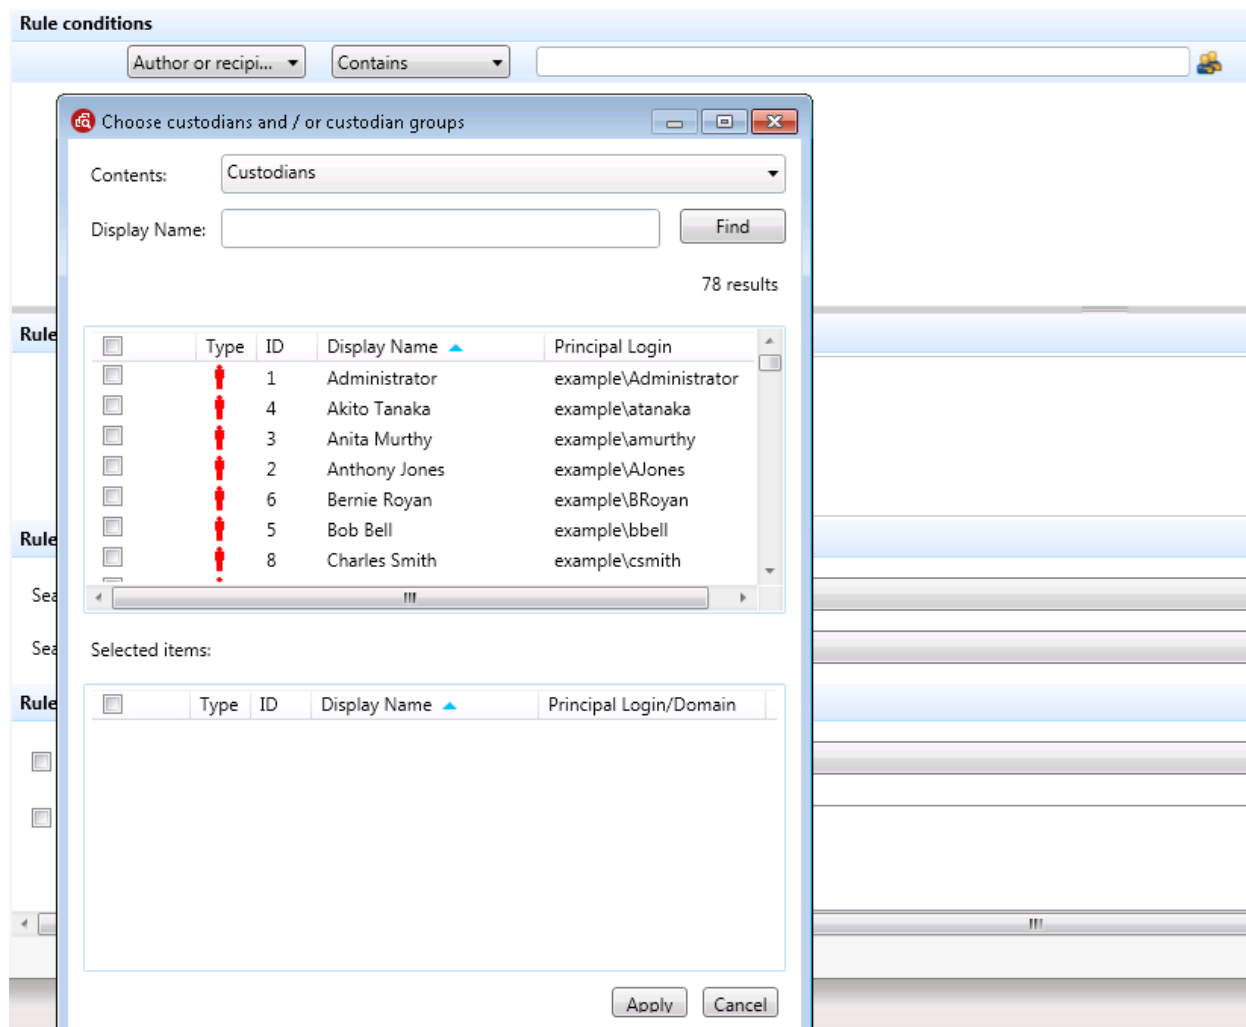 Rule conditions
Author or recipi... Contains
Choose custodians and / or custodian groups
Contents: Custodians
Display Name: Find
78 results
Rule
Type ID Display Name Principal Login
1 Administrator example\Administrator
4 Akito Tanaka example\atanaka
3 Anita Murthy example\amurthy
2 Anthony Jones example\AJones
6 Bernie Royan example\BRoyan
5 Bob Bell example\bbell
Rule
8 Charles Smith example\csmith
Sea
Sea
Selected items:
Rule
Type ID Display Name Principal Login/Domain
Apply Cancel